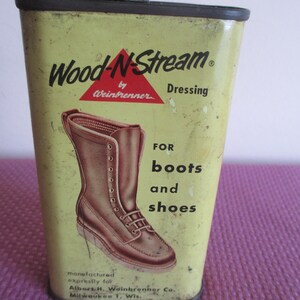 Wood-N-Stream®
by
Weinbrenner
Dressing
FOR
boots
and
shoes
manufactured
expressly for
Albert H. Weinbrenner Co.
Milwaukee 1, Wis.